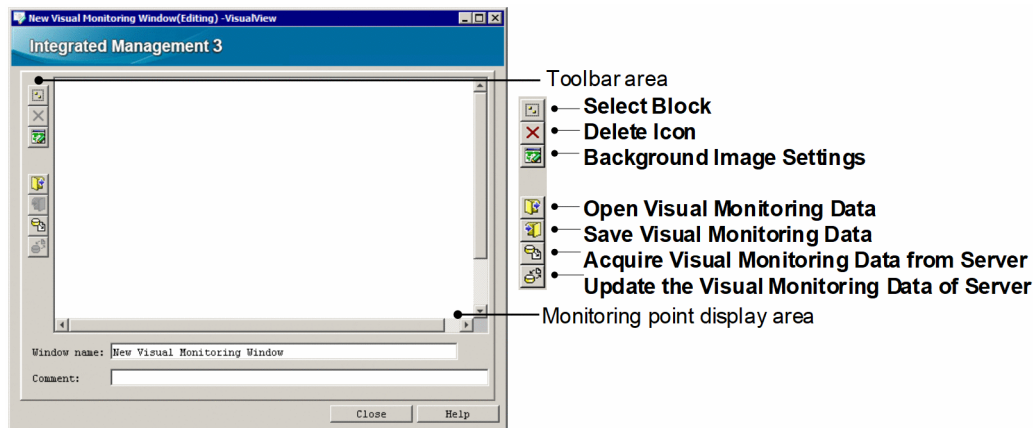 New Visual Monitoring Window(Editing) -VisualView
Integrated Management 3
Toolbar area
Select Block
Delete Icon
Background Image Settings
Open Visual Monitoring Data
Save Visual Monitoring Data
Acquire Visual Monitoring Data from Server
Update the Visual Monitoring Data of Server
Monitoring point display area
Window name: New Visual Monitoring Window
Comment:
Close Help